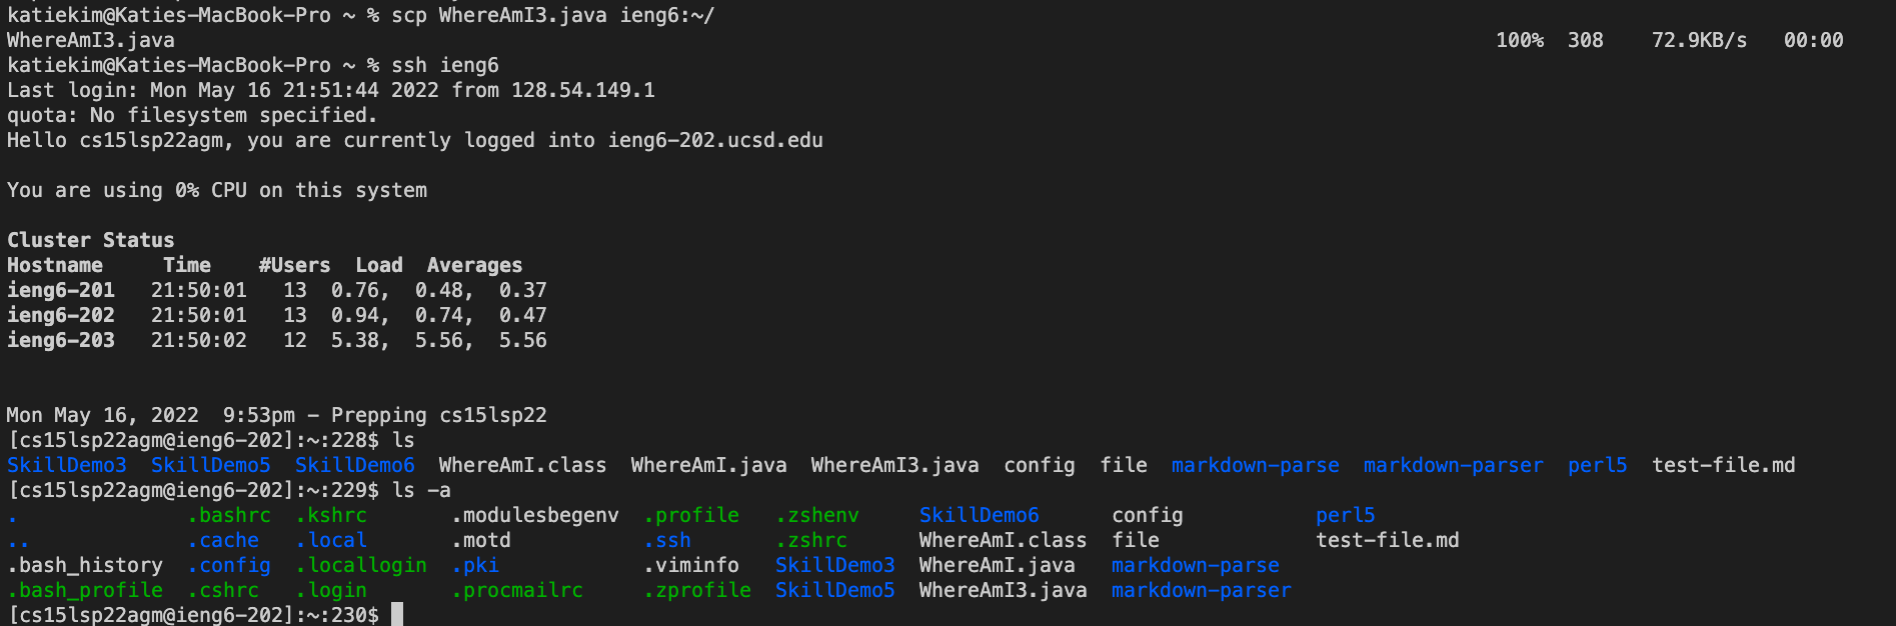 katiekim@Katies-MacBook-Pro ~ % scp WhereAmI3.java ieng6:~/
WhereAmI3.java 100% 308 72.9KB/s 00:00
katiekim@Katies-MacBook-Pro ~ % ssh ieng6
Last login: Mon May 16 21:51:44 2022 from 128.54.149.1
quota: No filesystem specified.
Hello cs15lsp22agm, you are currently logged into ieng6-202.ucsd.edu
You are using 0% CPU on this system
Cluster Status
Hostname Time #Users Load Averages
ieng6-201 21:50:01 13 0.76, 0.48, 0.37
ieng6-202 21:50:01 13 0.94, 0.74, 0.47
ieng6-203 21:50:02 12 5.38, 5.56, 5.56
Mon May 16, 2022 9:53pm - Prepping cs15lsp22
[cs15lsp22agm@ieng6-202]:~:228$ ls
SkillDemo3 SkillDemo5 SkillDemo6 WhereAmI.class WhereAmI.java WhereAmI3.java config file markdown-parse markdown-parser perl5 test-file.md
[cs15lsp22agm@ieng6-202]:~:229$ ls -a
. .bashrc .kshrc .modulesbegenv .profile .zshenv SkillDemo6 config perl5
.. .cache .local .motd .ssh .zshrc WhereAmI.class file test-file.md
.bash_history .config .locallogin .pki .viminfo SkillDemo3 WhereAmI.java markdown-parse
.bash_profile .cshrc .login .procmailrc .zprofile SkillDemo5 WhereAmI3.java markdown-parser
[cs15lsp22agm@ieng6-202]:~:230$